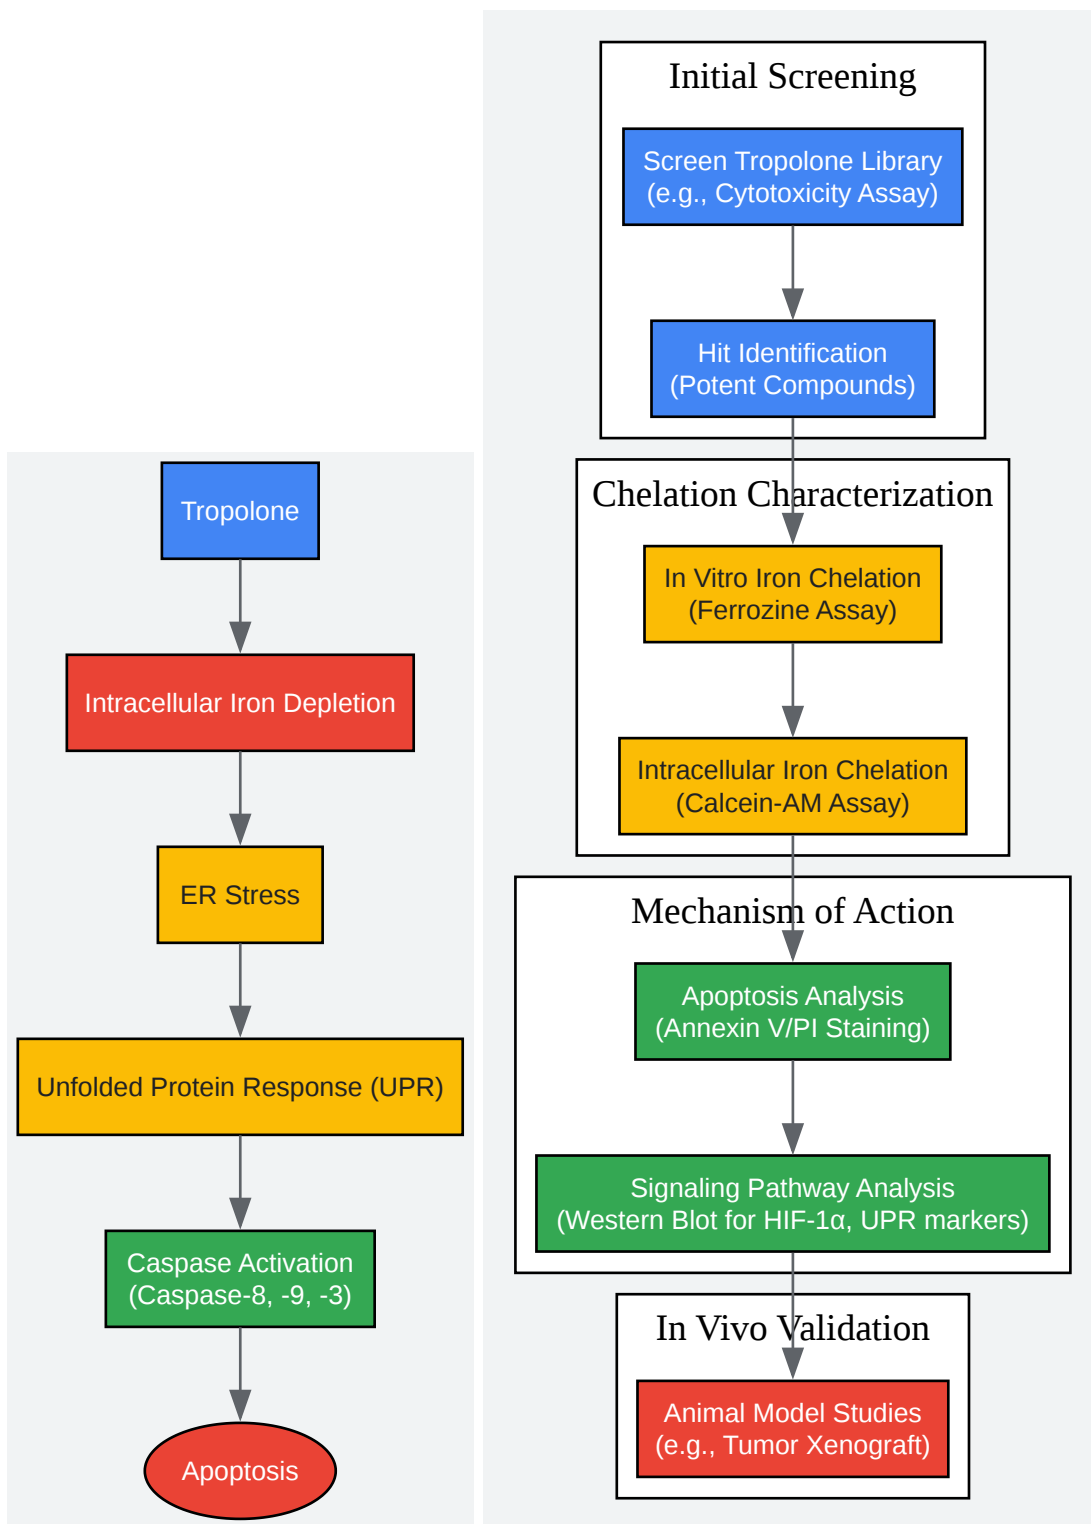 Tropolone
Intracellular Iron Depletion
ER Stress
Unfolded Protein Response (UPR)
Caspase Activation
(Caspase-8, -9, -3)
Apoptosis
Initial Screening
Screen Tropolone Library
(e.g., Cytotoxicity Assay)
Hit Identification
(Potent Compounds)
Chelation Characterization
In Vitro Iron Chelation
(Ferrozine Assay)
Intracellular Iron Chelation
(Calcein-AM Assay)
Mechanism of Action
Apoptosis Analysis
(Annexin V/PI Staining)
Signaling Pathway Analysis
(Western Blot for HIF-1α, UPR markers)
In Vivo Validation
Animal Model Studies
(e.g., Tumor Xenograft)